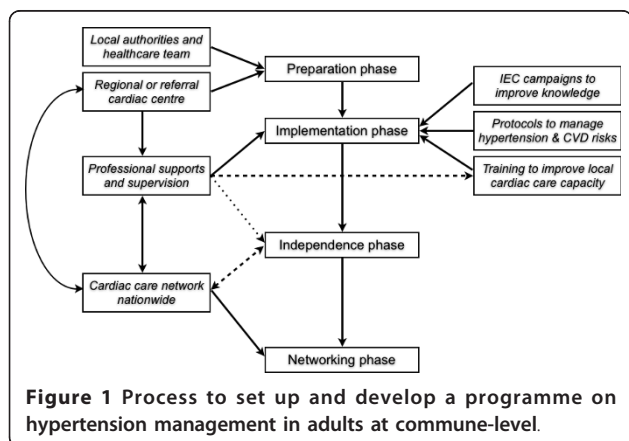 Local authorities and
healthcare team
Regional or referral
cardiac centre
Professional supports
and supervision
Cardiac care network
nationwide
Preparation phase
Implementation phase
Independence phase
Networking phase
IEC campaigns to
improve knowledge
Protocols to manage
hypertension & CVD risks
Training to improve local
cardiac care capacity
Figure 1 Process to set up and develop a programme on
hypertension management in adults at commune-level.